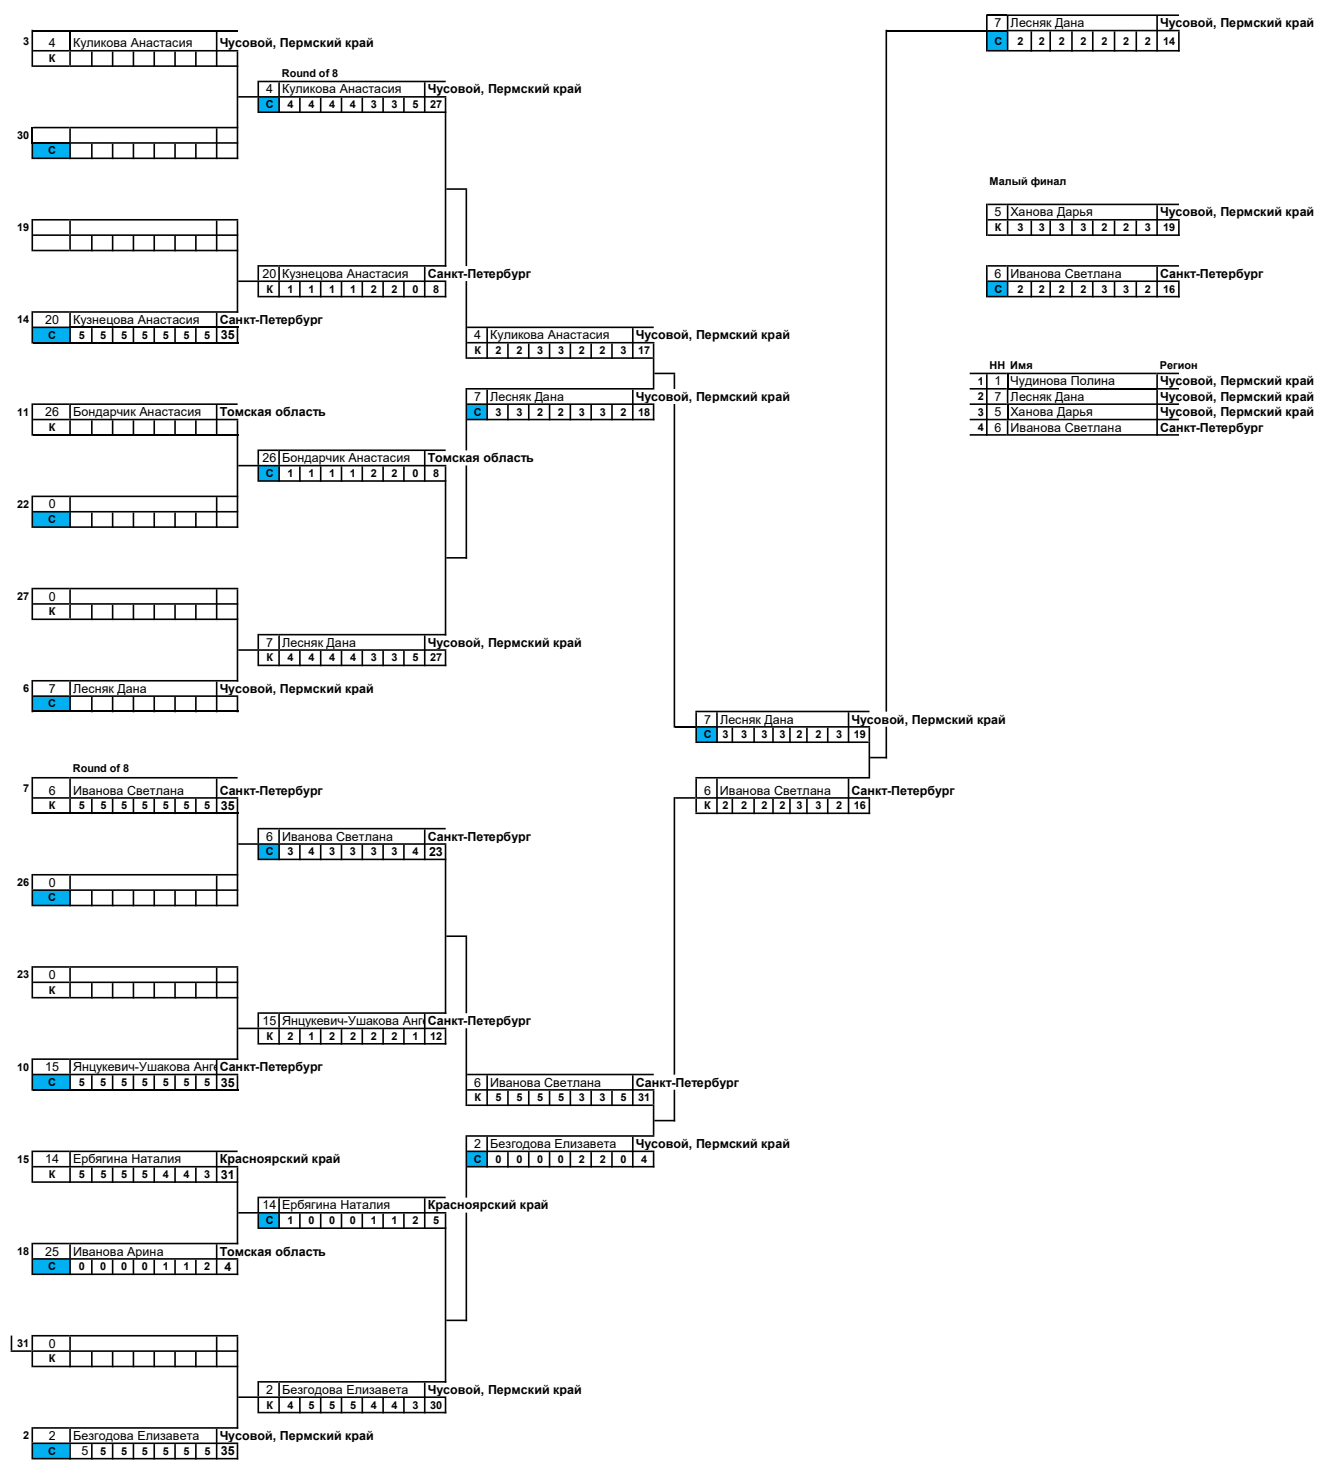 7 Лесняк Дана Чусовой, Пермский край
С 2 2 2 2 2 2 2 14
3 4 Куликова Анастасия Чусовой, Пермский край
К
Round of 8
4 Куликова Анастасия Чусовой, Пермский край
С 4 4 4 4 3 3 5 27
30
С
Малый финал
5 Ханова Дарья Чусовой, Пермский край
К 3 3 3 3 2 2 3 19
19
20 Кузнецова Анастасия Санкт-Петербург
К 1 1 1 1 2 2 0 8
6 Иванова Светлана Санкт-Петербург
С 2 2 2 2 3 3 2 16
14 20 Кузнецова Анастасия Санкт-Петербург
С 5 5 5 5 5 5 5 35
4 Куликова Анастасия Чусовой, Пермский край
К 2 2 3 3 2 2 3 17
НН Имя Регион
1 1 Чудинова Полина Чусовой, Пермский край
2 7 Лесняк Дана Чусовой, Пермский край
3 5 Ханова Дарья Чусовой, Пермский край
4 6 Иванова Светлана Санкт-Петербург
7 Лесняк Дана Чусовой, Пермский край
С 3 3 2 2 3 3 2 18
11 26 Бондарчик Анастасия Томская область
К
26 Бондарчик Анастасия Томская область
С 1 1 1 1 2 2 0 8
22 0
С
27 0
К
7 Лесняк Дана Чусовой, Пермский край
К 4 4 4 4 3 3 5 27
6 7 Лесняк Дана Чусовой, Пермский край
С
7 Лесняк Дана Чусовой, Пермский край
С 3 3 3 3 2 2 3 19
Round of 8
7 6 Иванова Светлана Санкт-Петербург
К 5 5 5 5 5 5 5 35
6 Иванова Светлана Санкт-Петербург
К 2 2 2 2 3 3 2 16
6 Иванова Светлана Санкт-Петербург
С 3 4 3 3 3 3 4 23
26 0
С
23 0
К
15 Янцукевич-Ушакова Анг Санкт-Петербург
К 2 1 2 2 2 2 1 12
10 15 Янцукевич-Ушакова Анге Санкт-Петербург
С 5 5 5 5 5 5 5 35
6 Иванова Светлана Санкт-Петербург
К 5 5 5 5 3 3 5 31
2 Безгодова Елизавета Чусовой, Пермский край
С 0 0 0 0 2 2 0 4
15 14 Ербягина Наталия Красноярский край
К 5 5 5 5 4 4 3 31
14 Ербягина Наталия Красноярский край
С 1 0 0 0 1 1 2 5
18 25 Иванова Арина Томская область
С 0 0 0 0 1 1 2 4
31 0
К
2 Безгодова Елизавета Чусовой, Пермский край
К 4 5 5 5 4 4 3 30
2 2 Безгодова Елизавета Чусовой, Пермский край
С 5 5 5 5 5 5 5 35